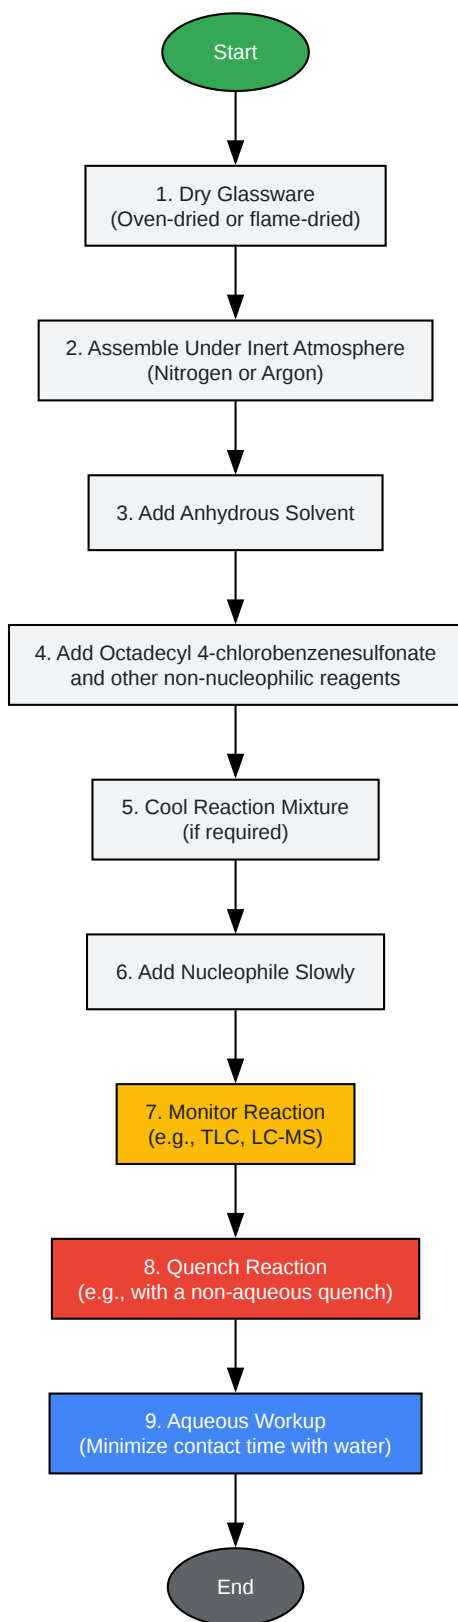 Start
1. Dry Glassware
(Oven-dried or flame-dried)
2. Assemble Under Inert Atmosphere
(Nitrogen or Argon)
3. Add Anhydrous Solvent
4. Add Octadecyl 4-chlorobenzenesulfonate
and other non-nucleophilic reagents
5. Cool Reaction Mixture
(if required)
6. Add Nucleophile Slowly
7. Monitor Reaction
(e.g., TLC, LC-MS)
8. Quench Reaction
(e.g., with a non-aqueous quench)
9. Aqueous Workup
(Minimize contact time with water)
End